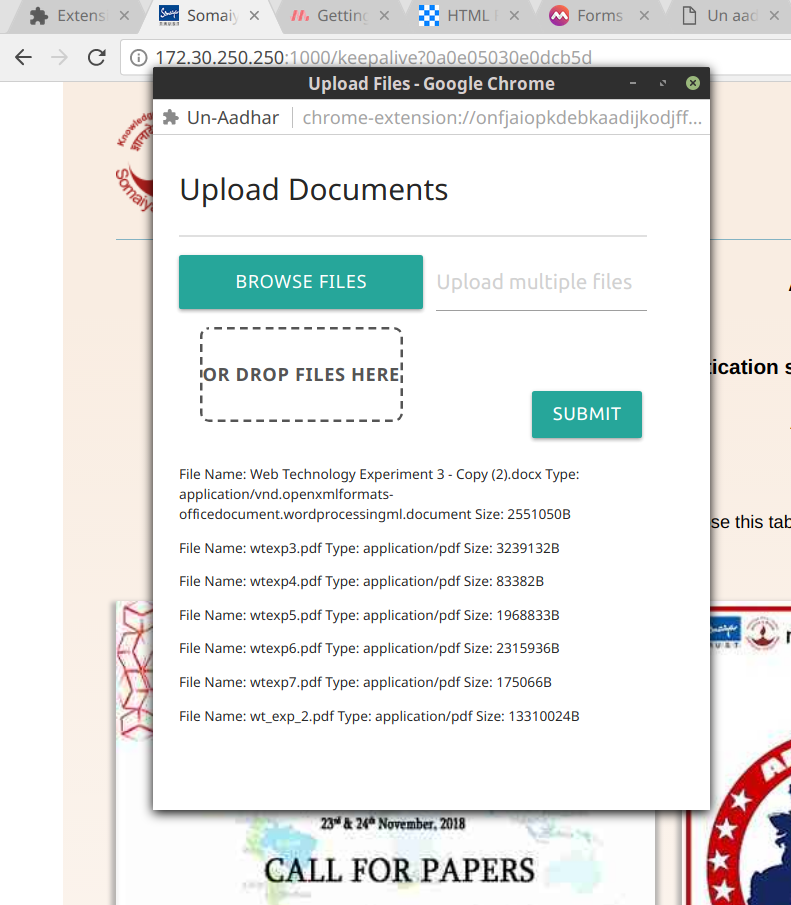 Extens
Somaiy
Getting
HTML F
Forms
Un aad
172.30.250.250:1000/keepalive?0a0e05030e0dcb5d
Upload Files - Google Chrome
Un-Aadhar
chrome-extension://onfjaiopkdebkaadijkodjff...
Knowledge
Somaiya
Upload Documents
BROWSE FILES
Upload multiple files
OR DROP FILES HERE
SUBMIT
tication s
se this tab
File Name: Web Technology Experiment 3 - Copy (2).docx Type:
application/vnd.openxmlformats-
officedocument.wordprocessingml.document Size: 2551050B
File Name: wtexp3.pdf Type: application/pdf Size: 3239132B
File Name: wtexp4.pdf Type: application/pdf Size: 83382B
File Name: wtexp5.pdf Type: application/pdf Size: 1968833B
File Name: wtexp6.pdf Type: application/pdf Size: 2315936B
File Name: wtexp7.pdf Type: application/pdf Size: 175066B
File Name: wt_exp_2.pdf Type: application/pdf Size: 13310024B
23rd & 24th November, 2018
CALL FOR PAPERS